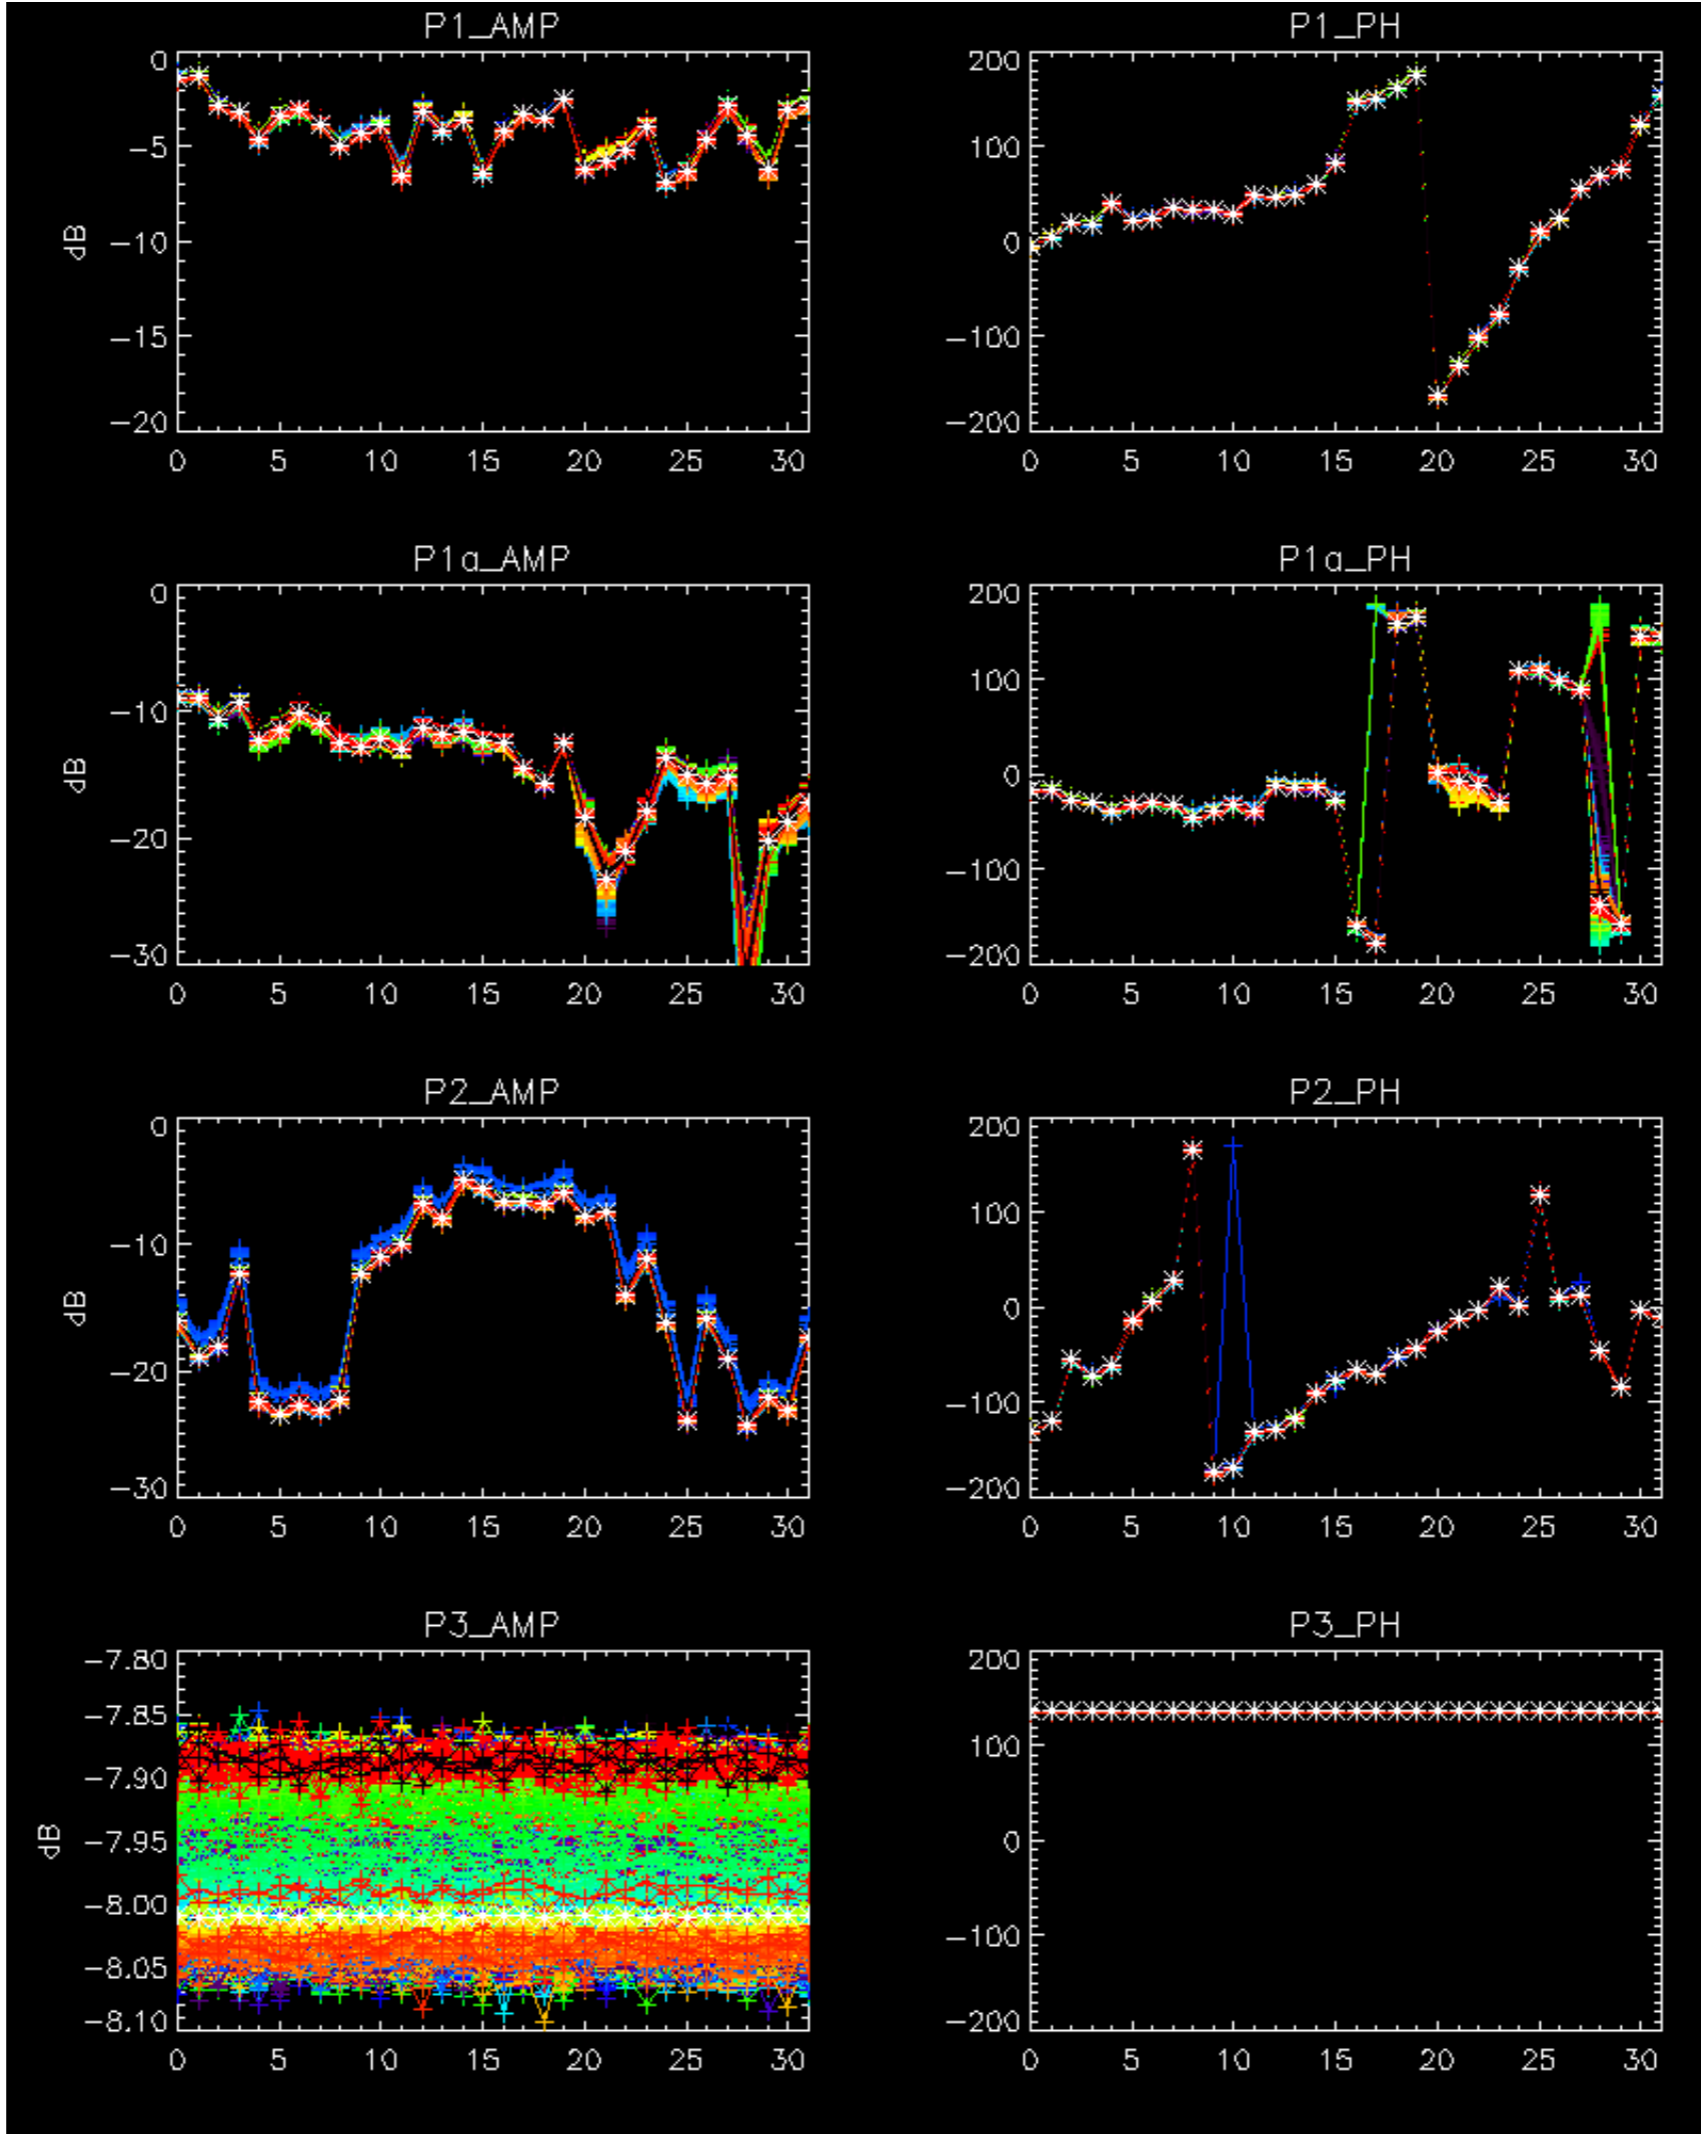 P1_AMP P1_PH
0 200
-5 100
dB -10 0
-15 -100
-20 -200
0 5 10 15 20 25 30 0 5 10 15 20 25 30
P1a_AMP P1a_PH
0 200
-10 100
dB 0
-20 -100
-30 -200
0 5 10 15 20 25 30 0 5 10 15 20 25 30
P2_AMP P2_PH
0 200
-10 100
dB 0
-20 -100
-30 -200
0 5 10 15 20 25 30 0 5 10 15 20 25 30
P3_AMP P3_PH
-7.80 200
-7.85
-7.90 100
dB -7.95 0
-8.00
-8.05 -100
-8.10 -200
0 5 10 15 20 25 30 0 5 10 15 20 25 30